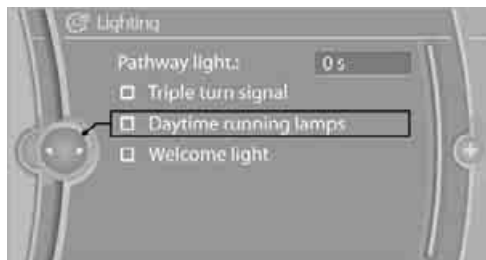 Lighting
Pathway light.: 0 s
Triple turn signal
Daytime running lamps
Welcome light